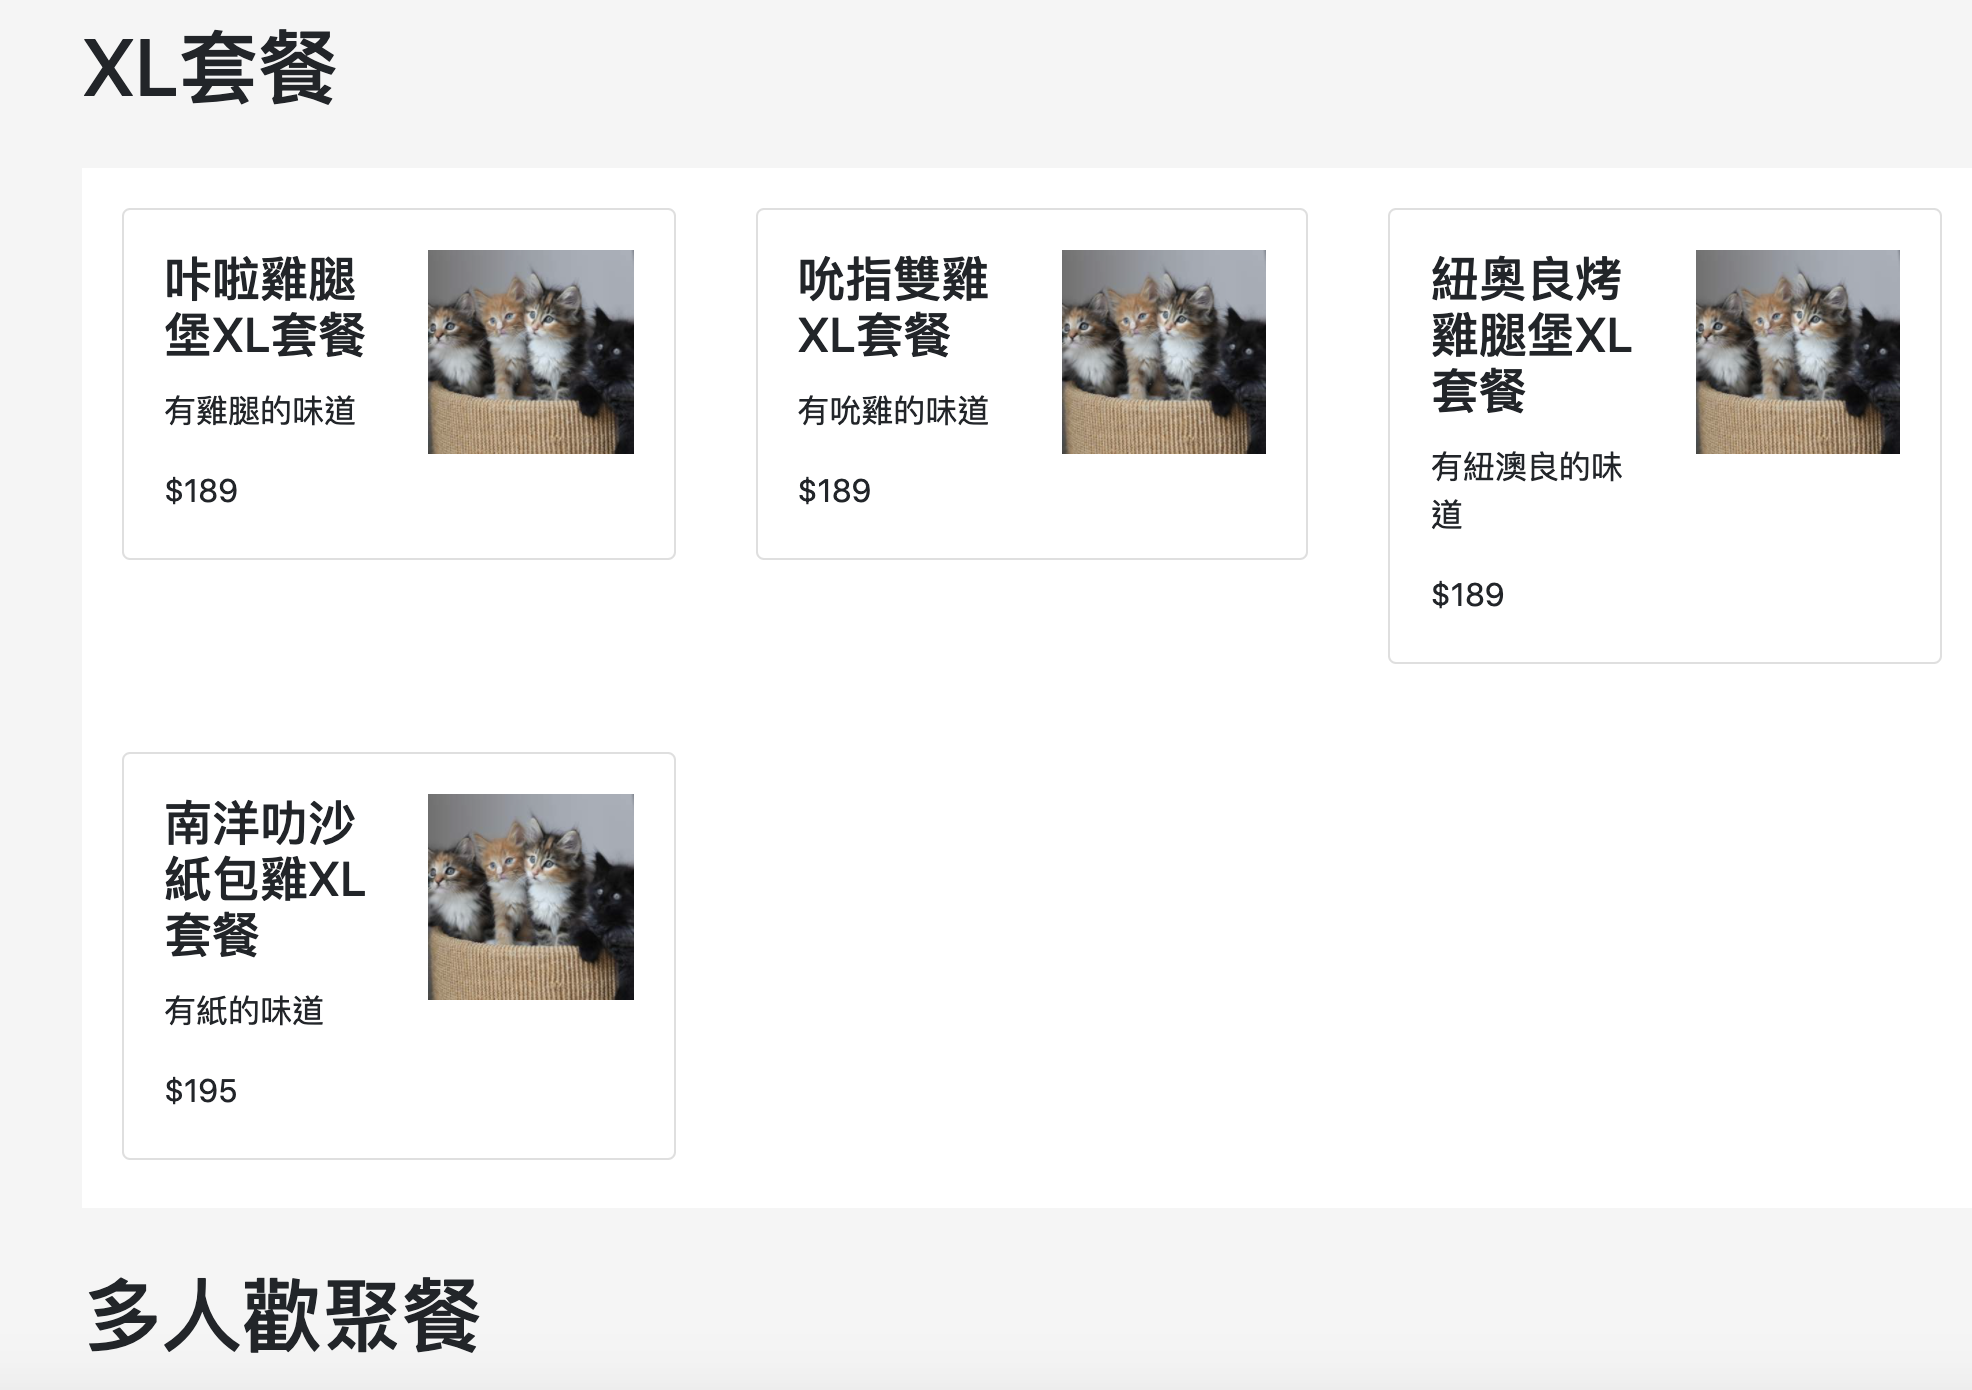 XL套餐
咔啦雞腿
堡XL套餐
有雞腿的味道
$189
吮指雙雞
XL套餐
有吮雞的味道
$189
紐奧良烤
雞腿堡XL
套餐
有紐澳良的味
道
$189
南洋叻沙
紙包雞XL
套餐
有紙的味道
$195
多人歡聚餐